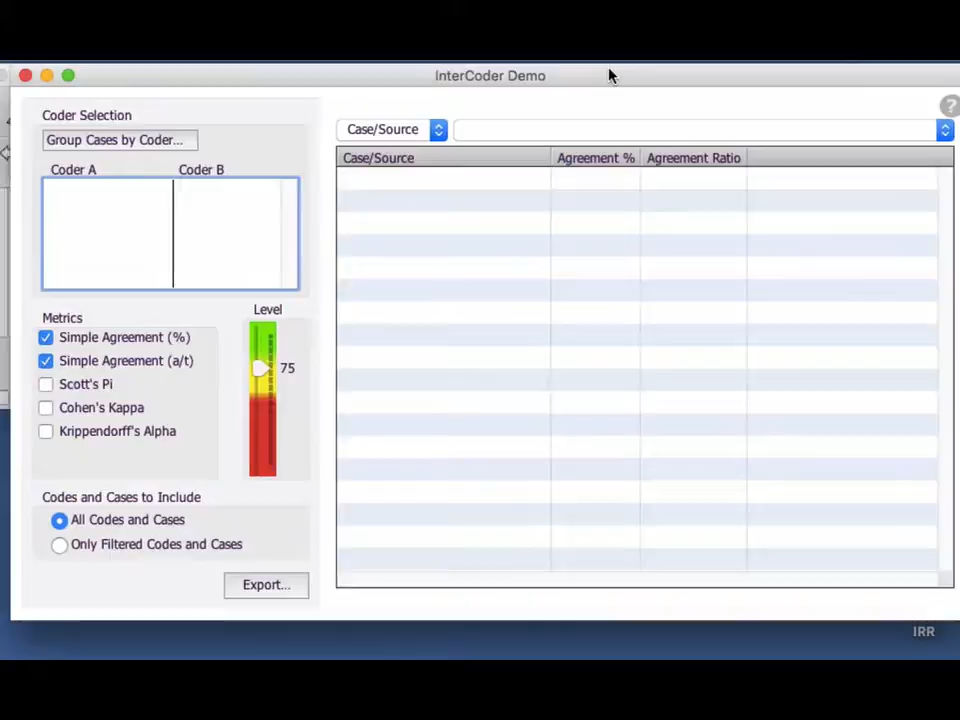 InterCoder Demo
?
Coder Selection
Group Cases by Coder...
Coder A Coder B
Case/Source
Case/Source Agreement % Agreement Ratio
Metrics
Level
Simple Agreement (%)
Simple Agreement (a/t)
75
Scott's Pi
Cohen's Kappa
Krippendorff's Alpha
Codes and Cases to Include
All Codes and Cases
Only Filtered Codes and Cases
Export...
IRR